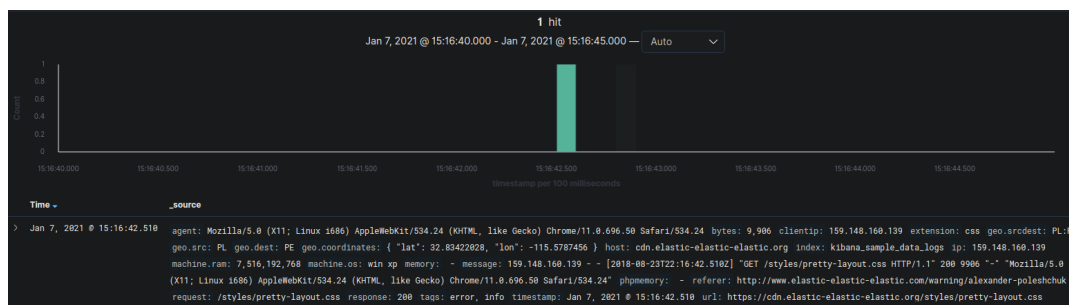 1 hit
Jan 7, 2021 @ 15:16:40.000 - Jan 7, 2021 @ 15:16:45.000 — Auto
Count
1
0.8
0.6
0.4
0.2
0
15:16:40.000 15:16:40.500 15:16:41.000 15:16:41.500 15:16:42.000 15:16:42.500 15:16:43.000 15:16:43.500 15:16:44.000 15:16:44.500
timestamp per 100 milliseconds
Time _source
Jan 7, 2021 @ 15:16:42.510 agent: Mozilla/5.0 (X11; Linux i686) AppleWebKit/534.24 (KHTML, like Gecko) Chrome/11.0.696.50 Safari/534.24 bytes: 9,906 clientip: 159.148.160.139 extension: css geo.srcdest: PL:
geo.src: PL geo.dest: PE geo.coordinates: { "lat": 32.83422028, "lon": -115.5787456 } host: cdn.elastic-elastic-elastic.org index: kibana_sample_data_logs ip: 159.148.160.139
machine.ram: 7,516,192,768 machine.os: win xp memory: - message: 159.148.160.139 - - [2018-08-23T22:16:42.510Z] "GET /styles/pretty-layout.css HTTP/1.1" 200 9906 "-" "Mozilla/5.0
(X11; Linux i686) AppleWebKit/534.24 (KHTML, like Gecko) Chrome/11.0.696.50 Safari/534.24" phpmemory: - referer: http://www.elastic-elastic-elastic.com/warning/alexander-poleshchuk
request: /styles/pretty-layout.css response: 200 tags: error, info timestamp: Jan 7, 2021 @ 15:16:42.510 url: https://cdn.elastic-elastic-elastic.org/styles/pretty-layout.css